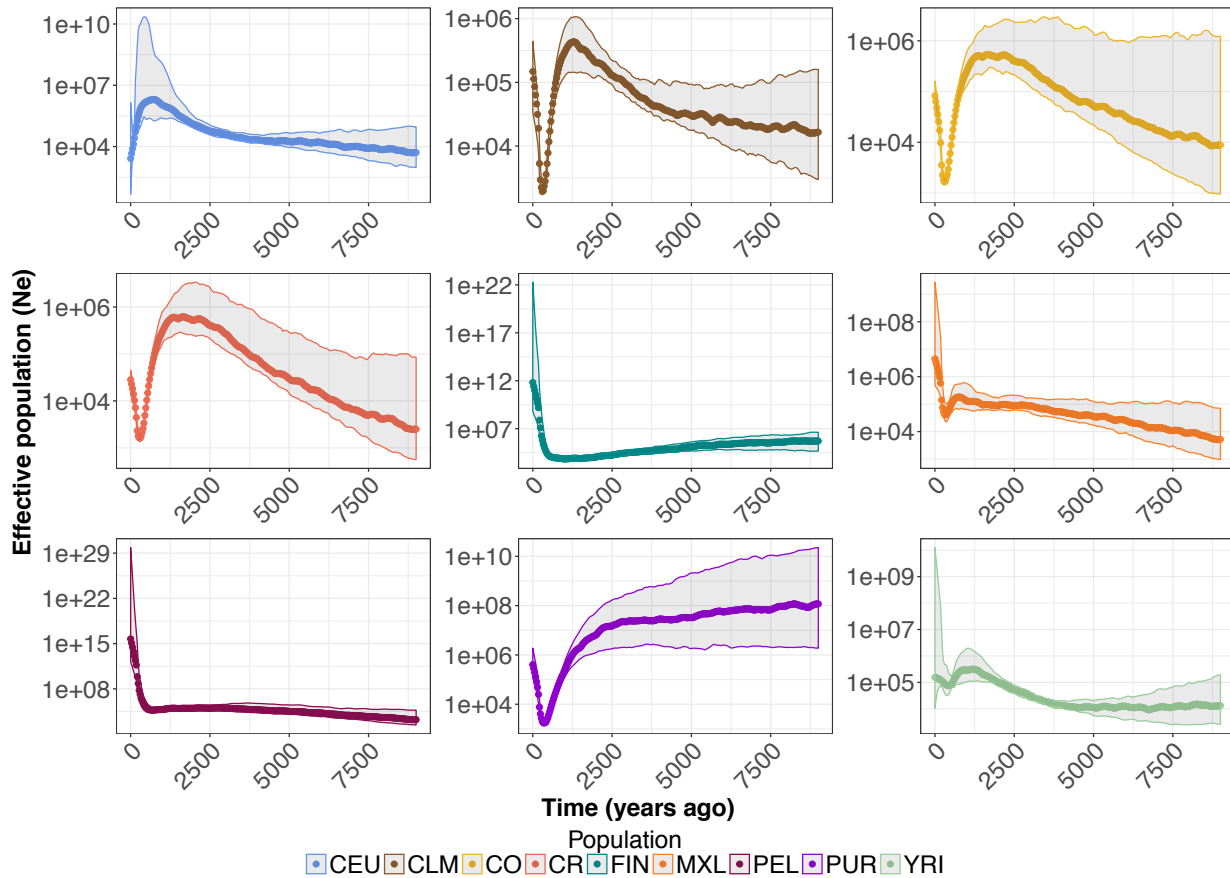 Effective population (Ne)
1e+10
1e+07
1e+04
0
2500
5000
7500
1e+06
1e+05
1e+04
0
2500
5000
7500
1e+06
1e+04
0
2500
5000
7500
1e+06
1e+04
0
2500
5000
7500
1e+22
1e+17
1e+12
1e+07
0
2500
5000
7500
1e+08
1e+06
1e+04
0
2500
5000
7500
1e+29
1e+22
1e+15
1e+08
0
2500
5000
7500
1e+10
1e+08
1e+06
1e+04
0
2500
5000
7500
1e+09
1e+07
1e+05
0
2500
5000
7500
Time (years ago)
Population
CEU CLM CO CR FIN MXL PEL PUR YRI